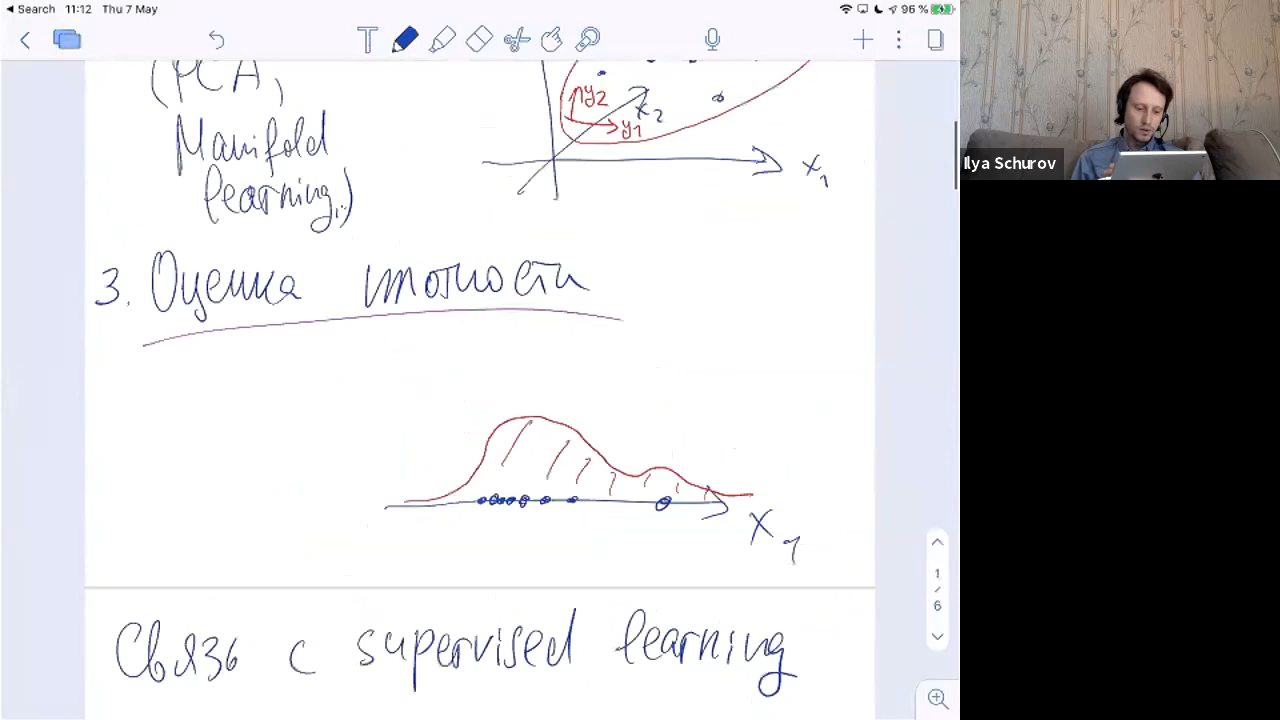 Search 11:12 Thu 7 May 96 %
T
(PCA,
Manifold
learning,..)
y2
x2
y1
x1
3. Оценка плотности
x1
Связь с supervised learning
1
/
6
Ilya Schurov